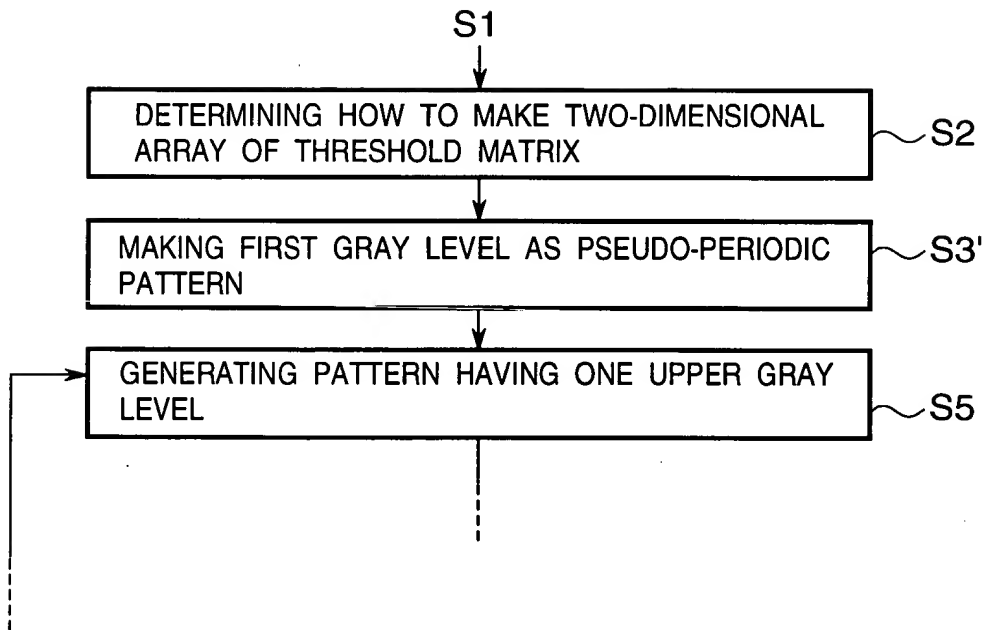 S1
DETERMINING HOW TO MAKE TWO-DIMENSIONAL
ARRAY OF THRESHOLD MATRIX
S2
MAKING FIRST GRAY LEVEL AS PSEUDO-PERIODIC
PATTERN
S3'
GENERATING PATTERN HAVING ONE UPPER GRAY
LEVEL
S5